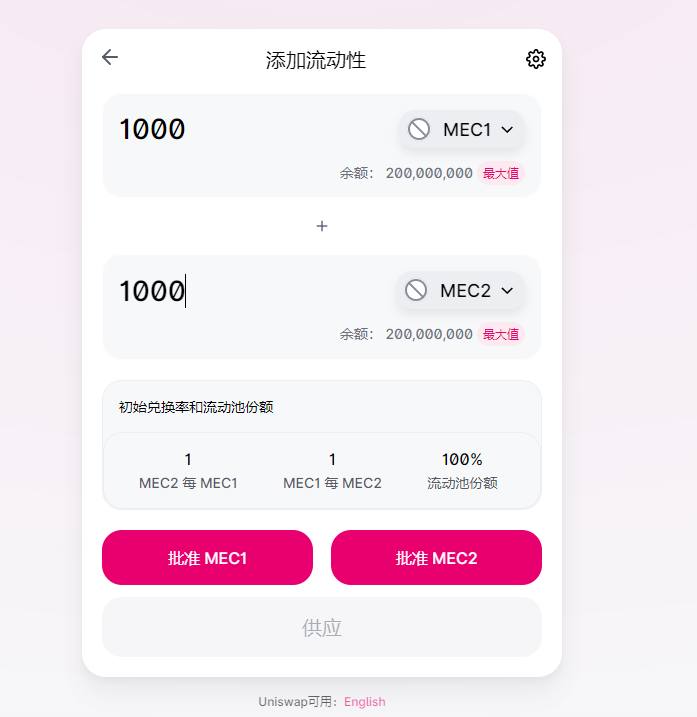 添加流动性
1000 MEC1
余额： 200,000,000 最大值
+
1000 MEC2
余额： 200,000,000 最大值
初始兑换率和流动池份额
1 1 100%
MEC2 每 MEC1 MEC1 每 MEC2 流动池份额
批准 MEC1 批准 MEC2
供应
Uniswap可用：English